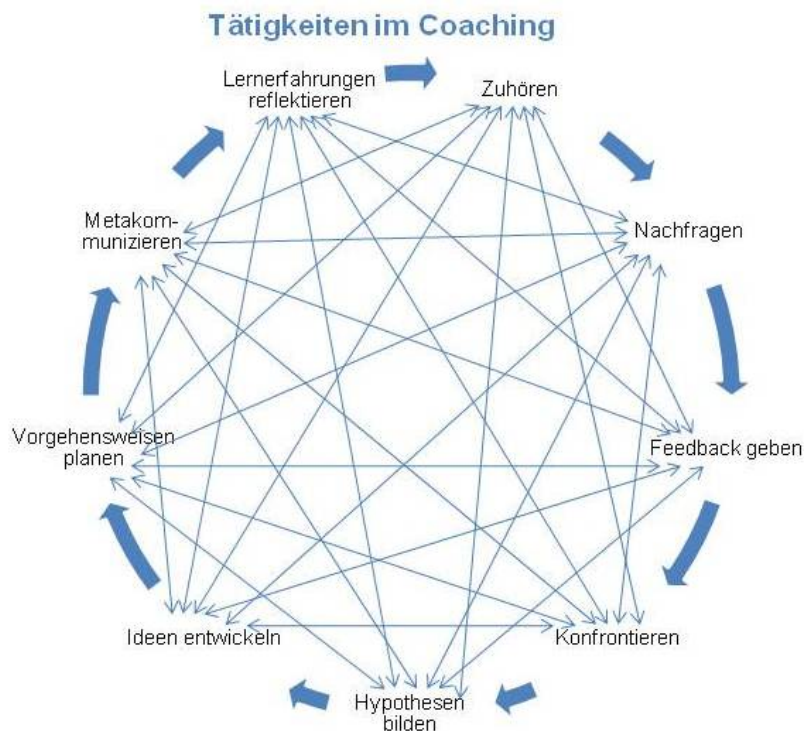 Tätigkeiten im Coaching
Lernerfahrungen
reflektieren
Zuhören
Nachfragen
Feedback geben
Konfrontieren
Hypothesen
bilden
Ideen entwickeln
Vorgehensweisen
planen
Metakom-
munizieren